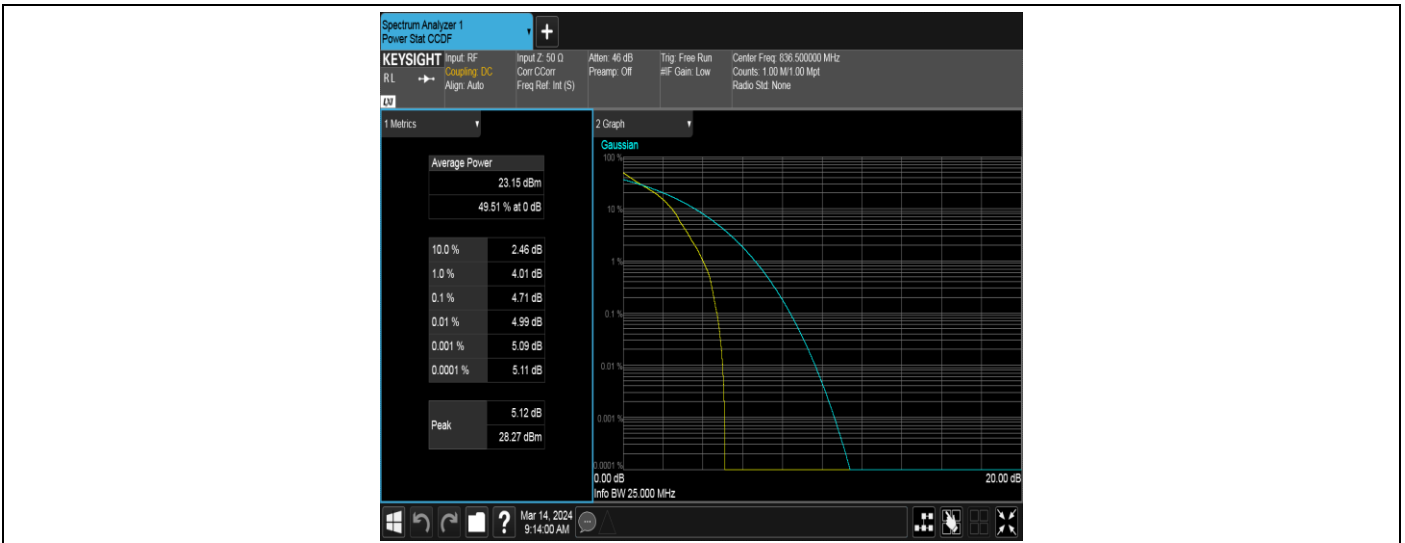 Spectrum Analyzer 1
Power Stat CCDF
+
KEYSIGHT
RL
LXI
Input: RF
Coupling: DC
Align: Auto
Input Z: 50 Ω
Corr CCorr
Freq Ref: Int (S)
Atten: 46 dB
Preamp: Off
Trig: Free Run
#IF Gain: Low
Center Freq: 836.500000 MHz
Counts: 1.00 M/1.00 Mpt
Radio Std: None
1 Metrics
Average Power
23.15 dBm
49.51 % at 0 dB
10.0 % 2.46 dB
1.0 % 4.01 dB
0.1 % 4.71 dB
0.01 % 4.99 dB
0.001 % 5.09 dB
0.0001 % 5.11 dB
Peak
5.12 dB
28.27 dBm
2 Graph
Gaussian
100 %
10 %
1 %
0.1 %
0.01 %
0.001 %
0.0001 %
0.00 dB 20.00 dB
Info BW 25.000 MHz
?
Mar 14, 2024
9:14:00 AM